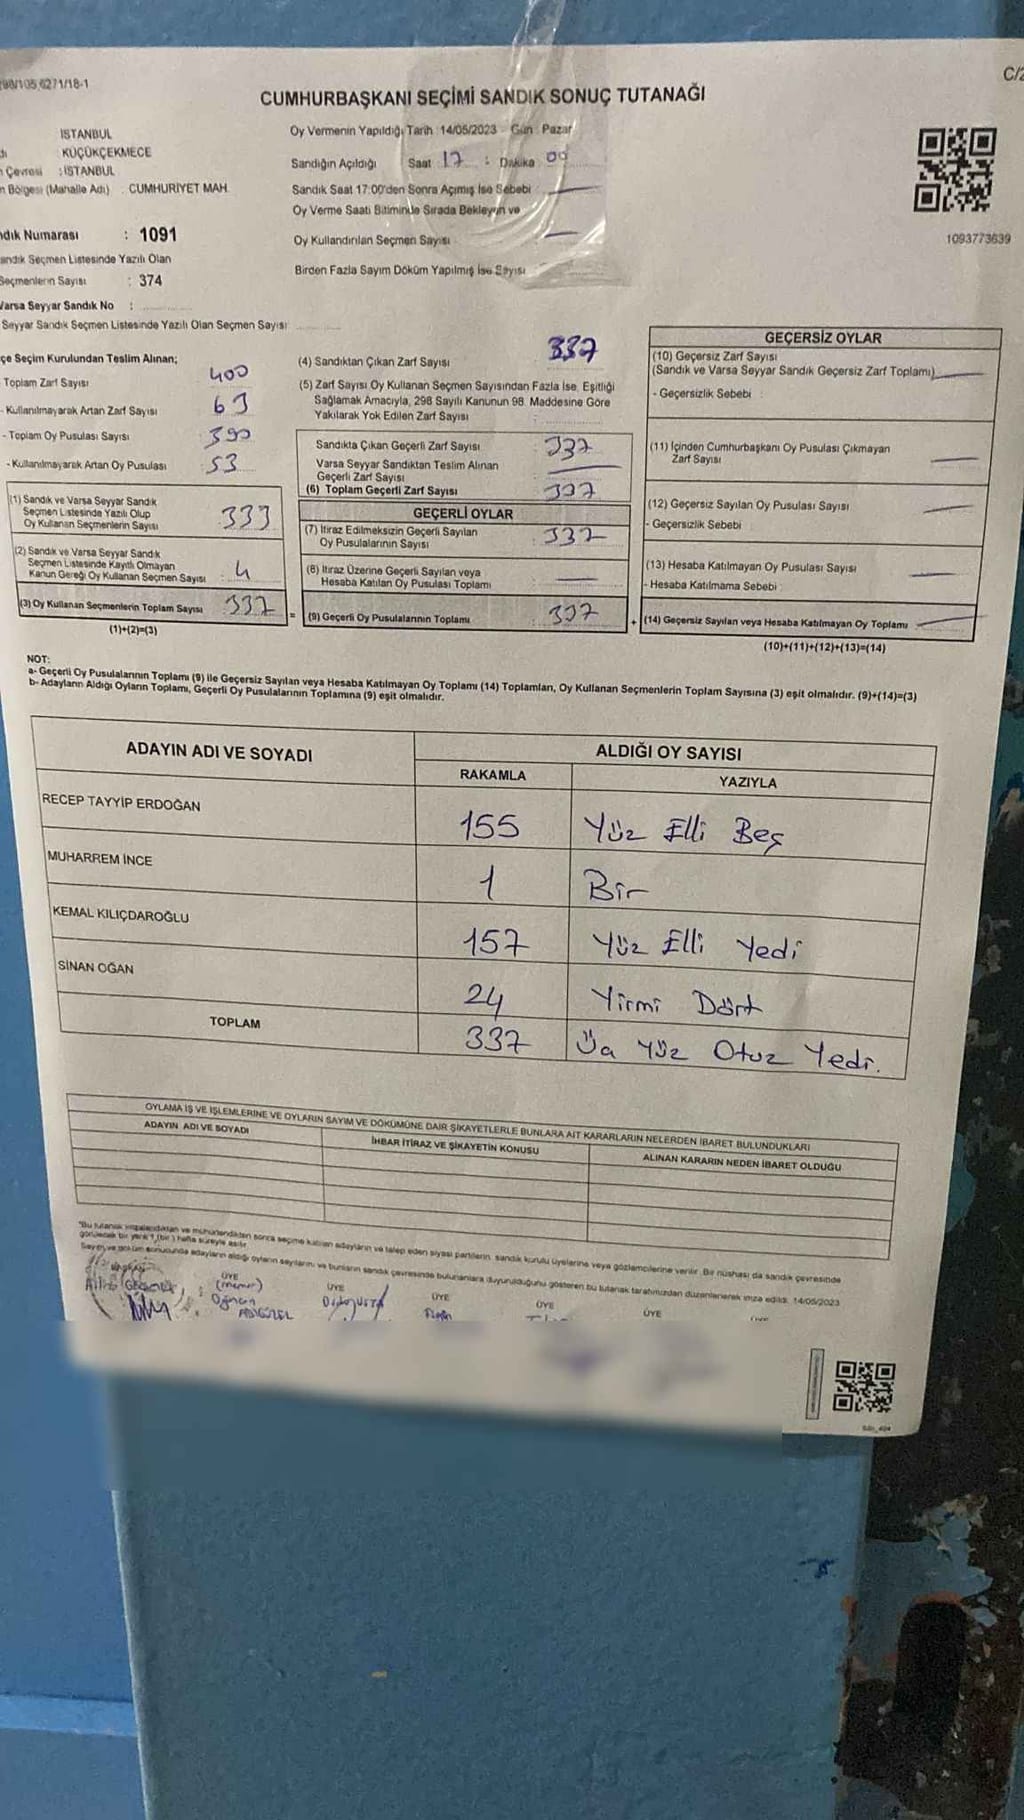 298/105,6271/18-1
C/2
CUMHURBAŞKANI SEÇİMİ SANDIK SONUÇ TUTANAĞI
İSTANBUL
KÜÇÜKÇEKMECE
Çevresi : İSTANBUL
Bölgesi (Mahalle Adı) : CUMHURİYET MAH.
Oy Vermenin Yapıldığı Tarih : 14/05/2023 - Gün : Pazar
Sandığın Açıldığı Saat 17 : Dakika 00
Sandık Saat 17:00'den Sonra Açımış İse Sebebi —
Oy Verme Saati Bitiminde Sırada Bekleyen ve
Oy Kullandırılan Seçmen Sayısı —
Birden Fazla Sayım Döküm Yapılmış İse Sayısı
1093773639
Numarası : 1091
Sandık Seçmen Listesinde Yazılı Olan
Seçmenlerin Sayısı : 374
Varsa Seyyar Sandık No :
Seyyar Sandık Seçmen Listesinde Yazılı Olan Seçmen Sayısı
Seçim Kurulundan Teslim Alınan;
Toplam Zarf Sayısı 400
- Kullanılmayarak Artan Zarf Sayısı 63
- Toplam Oy Pusulası Sayısı 390
- Kullanılmayarak Artan Oy Pusulası 53
(1) Sandık ve Varsa Seyyar Sandık
Seçmen Listesinde Yazılı Olup
Oy Kullanan Seçmenlerin Sayısı 333
(2) Sandık ve Varsa Seyyar Sandık
Seçmen Listesinde Kayıtlı Olmayan
Kanun Gereği Oy Kullanan Seçmen Sayısı 4
(3) Oy Kullanan Seçmenlerin Toplam Sayısı 337
(1)+(2)=(3)
(4) Sandıktan Çıkan Zarf Sayısı 337
(5) Zarf Sayısı Oy Kullanan Seçmen Sayısından Fazla İse, Eşitliği
Sağlamak Amacıyla, 298 Sayılı Kanunun 98. Maddesine Göre
Yakılarak Yok Edilen Zarf Sayısı :
Sandıkta Çıkan Geçerli Zarf Sayısı 337
Varsa Seyyar Sandıktan Teslim Alınan
Geçerli Zarf Sayısı —
(6) Toplam Geçerli Zarf Sayısı 337
GEÇERLİ OYLAR
(7) İtiraz Edilmeksizin Geçerli Sayılan
Oy Pusulalarının Sayısı 337
(8) İtiraz Üzerine Geçerli Sayılan veya
Hesaba Katılan Oy Pusulası Toplamı —
= (9) Geçerli Oy Pusulalarının Toplamı 337
GEÇERSİZ OYLAR
(10) Geçersiz Zarf Sayısı
(Sandık ve Varsa Seyyar Sandık Geçersiz Zarf Toplamı) —
- Geçersizlik Sebebi :
(11) İçinden Cumhurbaşkanı Oy Pusulası Çıkmayan
Zarf Sayısı —
(12) Geçersiz Sayılan Oy Pusulası Sayısı —
- Geçersizlik Sebebi
(13) Hesaba Katılmayan Oy Pusulası Sayısı —
- Hesaba Katılmama Sebebi :
+ (14) Geçersiz Sayılan veya Hesaba Katılmayan Oy Toplamı —
(10)+(11)+(12)+(13)=(14)
NOT:
a- Geçerli Oy Pusulalarının Toplamı (9) ile Geçersiz Sayılan veya Hesaba Katılmayan Oy Toplamı (14) Toplamları, Oy Kullanan Seçmenlerin Toplam Sayısına (3) eşit olmalıdır. (9)+(14)=(3)
b- Adayların Aldığı Oyların Toplamı, Geçerli Oy Pusulalarının Toplamına (9) eşit olmalıdır.
ADAYIN ADI VE SOYADI
ALDIĞI OY SAYISI
RAKAMLA YAZIYLA
RECEP TAYYİP ERDOĞAN 155 Yüz Elli Beş
MUHARREM İNCE 1 Bir
KEMAL KILIÇDAROĞLU 157 Yüz Elli Yedi
SİNAN OĞAN 24 Yirmi Dört
TOPLAM 337 Üç Yüz Otuz Yedi.
OYLAMA İŞ VE İŞLEMLERİNE VE OYLARIN SAYIM VE DÖKÜMÜNE DAİR ŞİKAYETLERLE BUNLARA AİT KARARLARIN NELERDEN İBARET BULUNDUKLARI
ADAYIN ADI VE SOYADI
İHBAR İTİRAZ VE ŞİKAYETİN KONUSU
ALINAN KARARIN NEDEN İBARET OLDUĞU
"Bu tutanak imzalandıktan ve mühürlendikten sonra seçime katılan adayların ve talep eden siyasi partilerin, sandık kurulu üyelerine veya gözlemcilerine verilir. Bir nüshası da sandık çevresinde
görülecek bir yere 1 (bir) hafta süreyle asılır.
Sayım ve döküm sonucunda adayların aldığı oyların sayılarını ve bunların sandık çevresinde bulunanlara duyurulduğunu gösteren bu tutanak tarafımızdan düzenlenerek imza edildi. 14/05/2023
ÜYE
(memur)
ÜYE
ÜYE
ÜYE
ÜYE